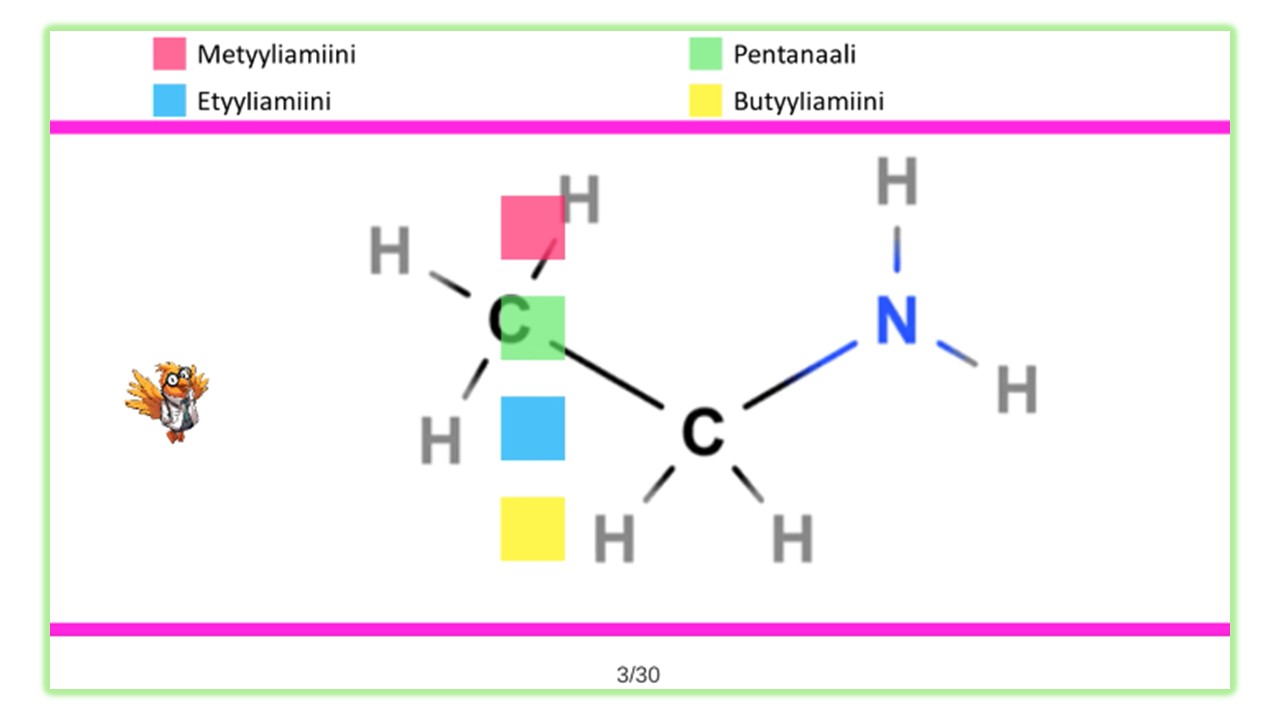 Metyyliamiini Pentanaali
Etyyliamiini Butyyliamiini
H H
H
C N
H
H C
H H
3/30